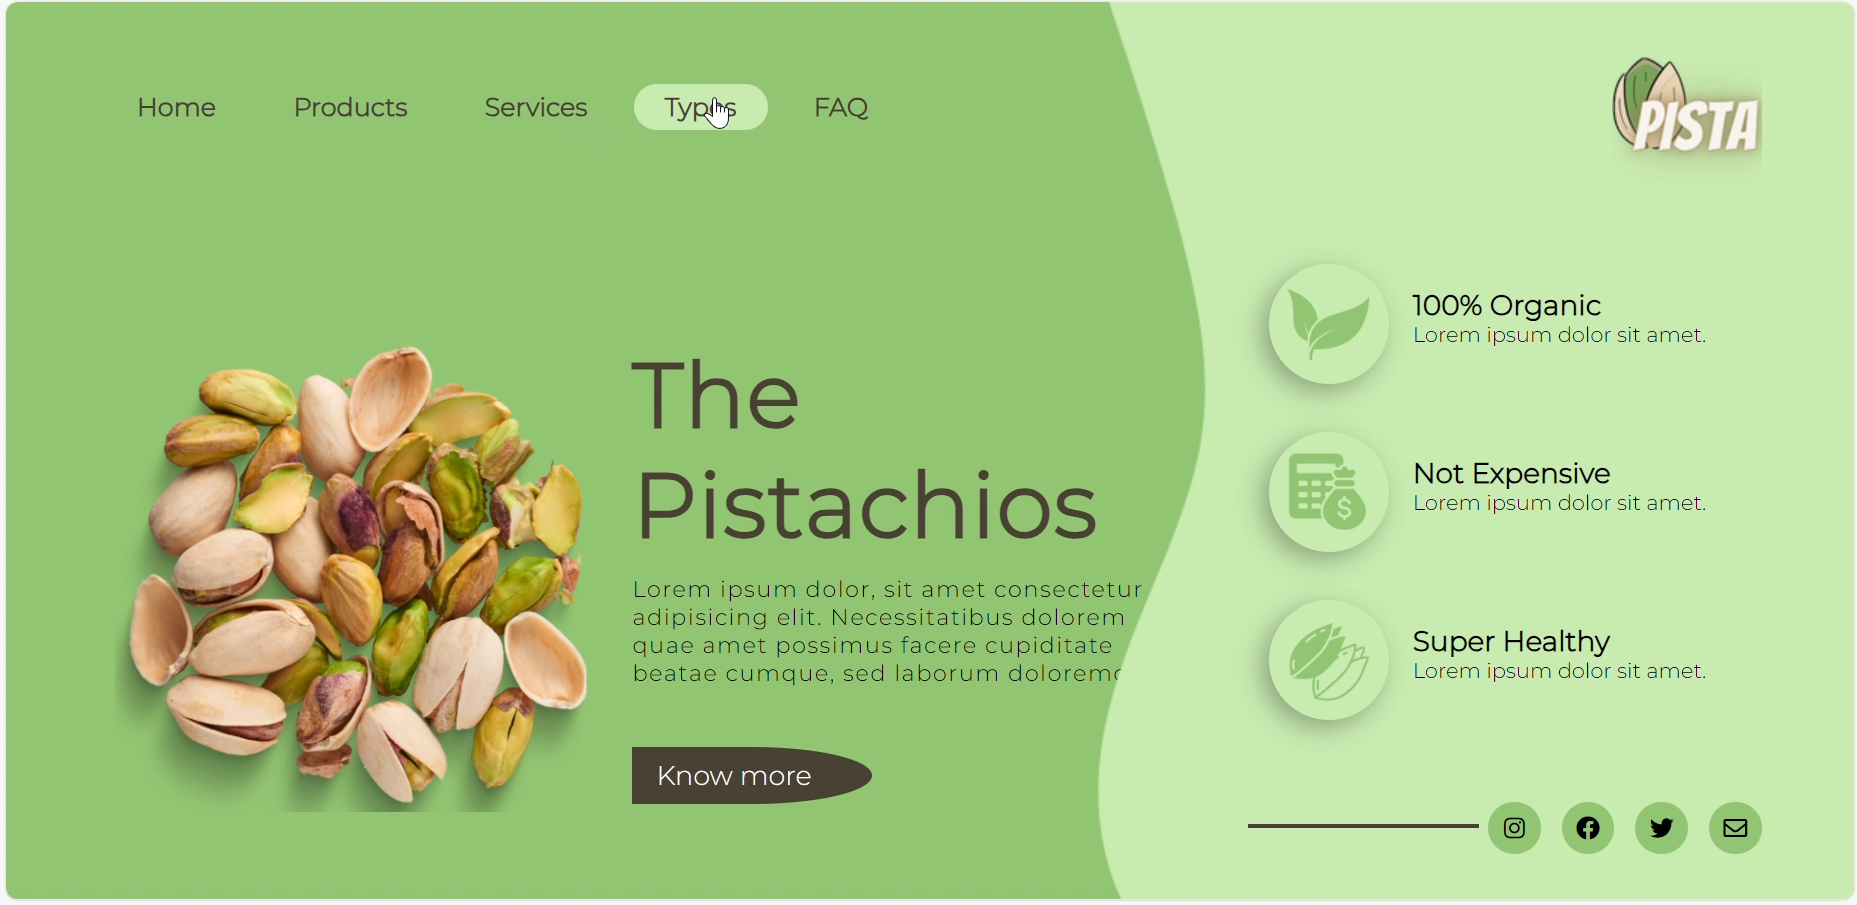 Home Products Services Types FAQ
PISTA
The
Pistachios
Lorem ipsum dolor, sit amet consectetur
adipisicing elit. Necessitatibus dolorem
quae amet possimus facere cupiditate
beatae cumque, sed laborum
Know more
100% Organic
Lorem ipsum dolor sit amet.
Not Expensive
Lorem ipsum dolor sit amet.
Super Healthy
Lorem ipsum dolor sit amet.